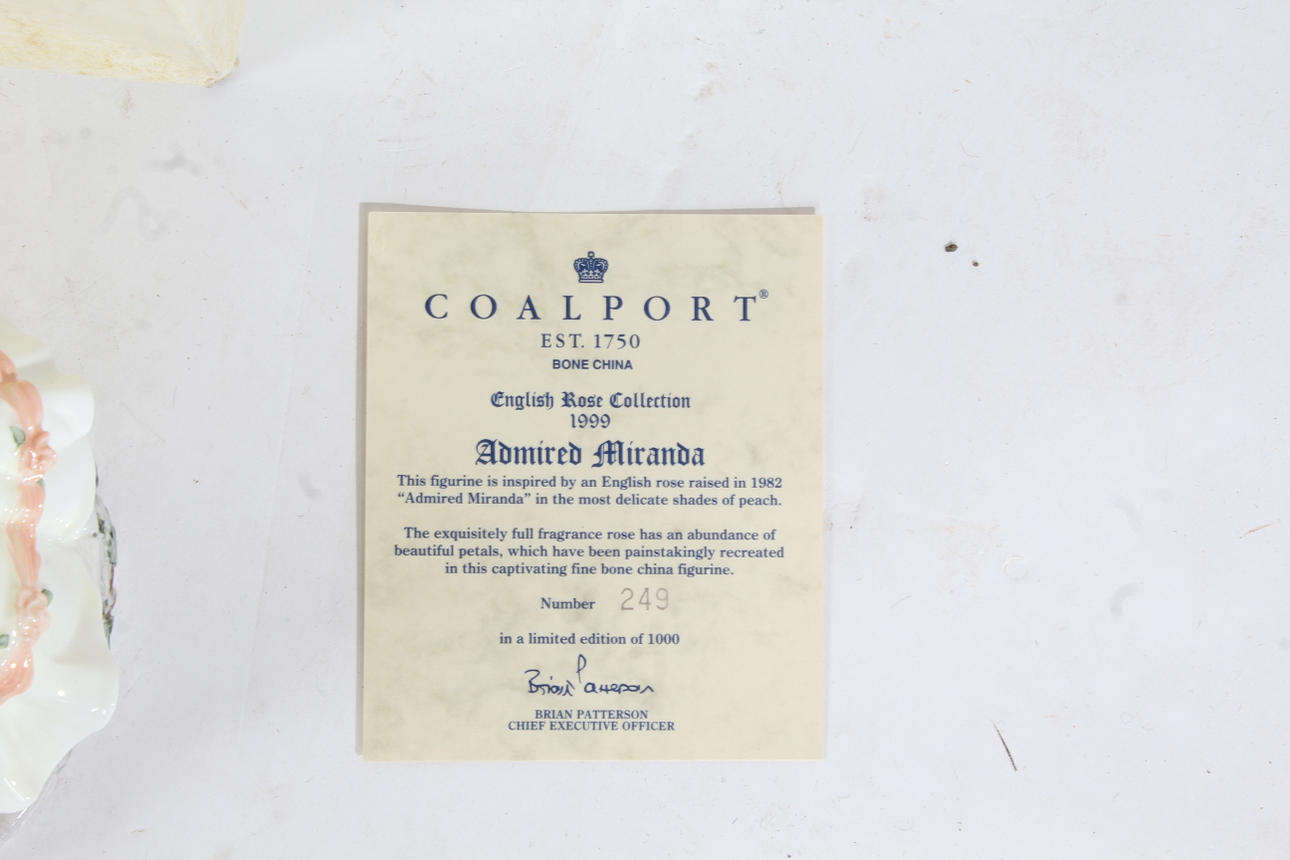 COALPORT®
EST. 1750
BONE CHINA
English Rose Collection
1999
Admired Miranda
This figurine is inspired by an English rose raised in 1982
“Admired Miranda” in the most delicate shades of peach.
The exquisitely full fragrance rose has an abundance of
beautiful petals, which have been painstakingly recreated
in this captivating fine bone china figurine.
Number 249
in a limited edition of 1000
Brian Patterson
BRIAN PATTERSON
CHIEF EXECUTIVE OFFICER